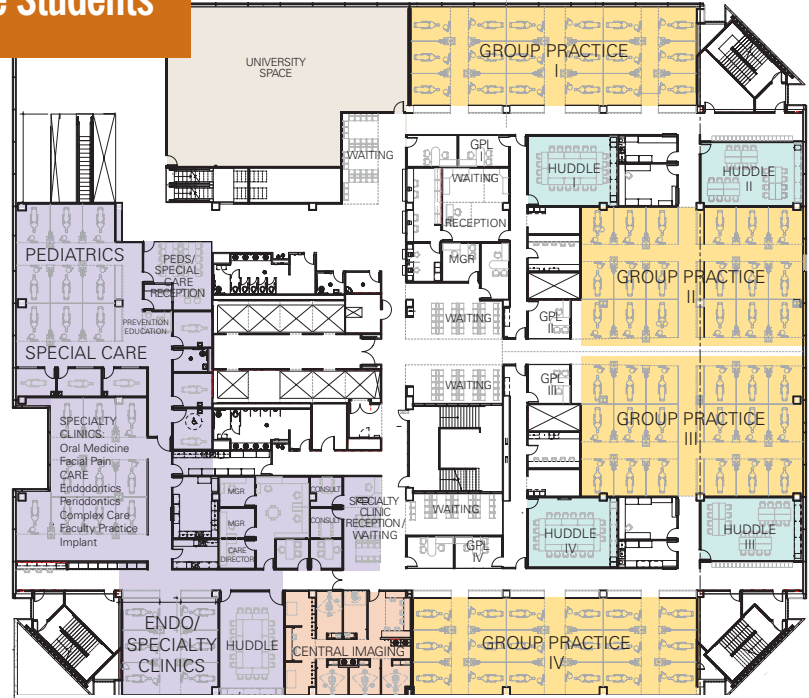 Students
UNIVERSITY
SPACE
GROUP PRACTICE
I
WAITING
GPL
I
WAITING
RECEPTION
MGR
HUDDLE
I
HUDDLE
II
PEDIATRICS
PEDS/
SPECIAL
CARE
RECEPTION
PREVENTION
EDUCATION
SPECIAL CARE
GROUP PRACTICE
II
WAITING
GPL
II
WAITING
GPL
III
GROUP PRACTICE
III
SPECIALTY
CLINICS:
Oral Medicine
Facial Pain
CARE
Endodontics
Periodontics
Complex Care
Faculty Practice
Implant
MGR
MGR
CARE
DIRECTOR
CONSULT
CONSULT
SPECIALTY
CLINIC
RECEPTION/
WAITING
WAITING
GPL
IV
HUDDLE
IV
HUDDLE
III
ENDO/
SPECIALTY
CLINICS
HUDDLE
CENTRAL IMAGING
GROUP PRACTICE
IV